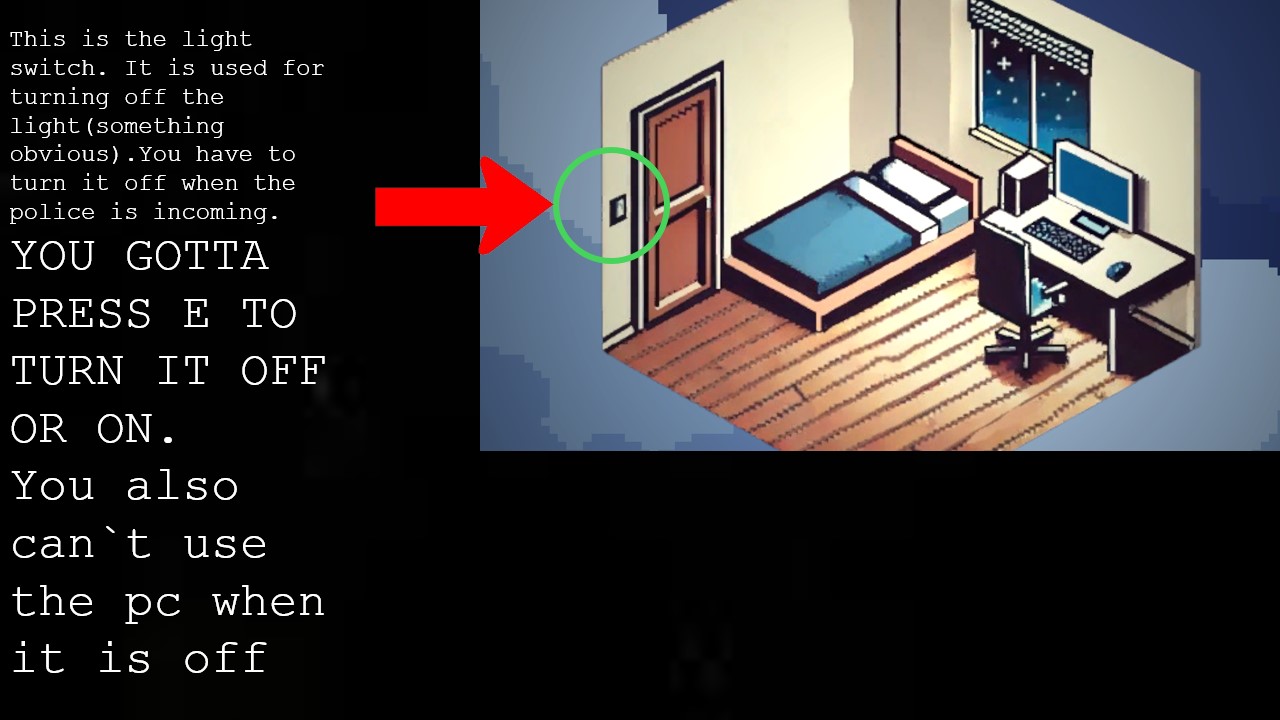 This is the light
switch. It is used for
turning off the
light(something
obvious).You have to
turn it off when the
police is incoming.
YOU GOTTA
PRESS E TO
TURN IT OFF
OR ON.
You also
can`t use
the pc when
it is off